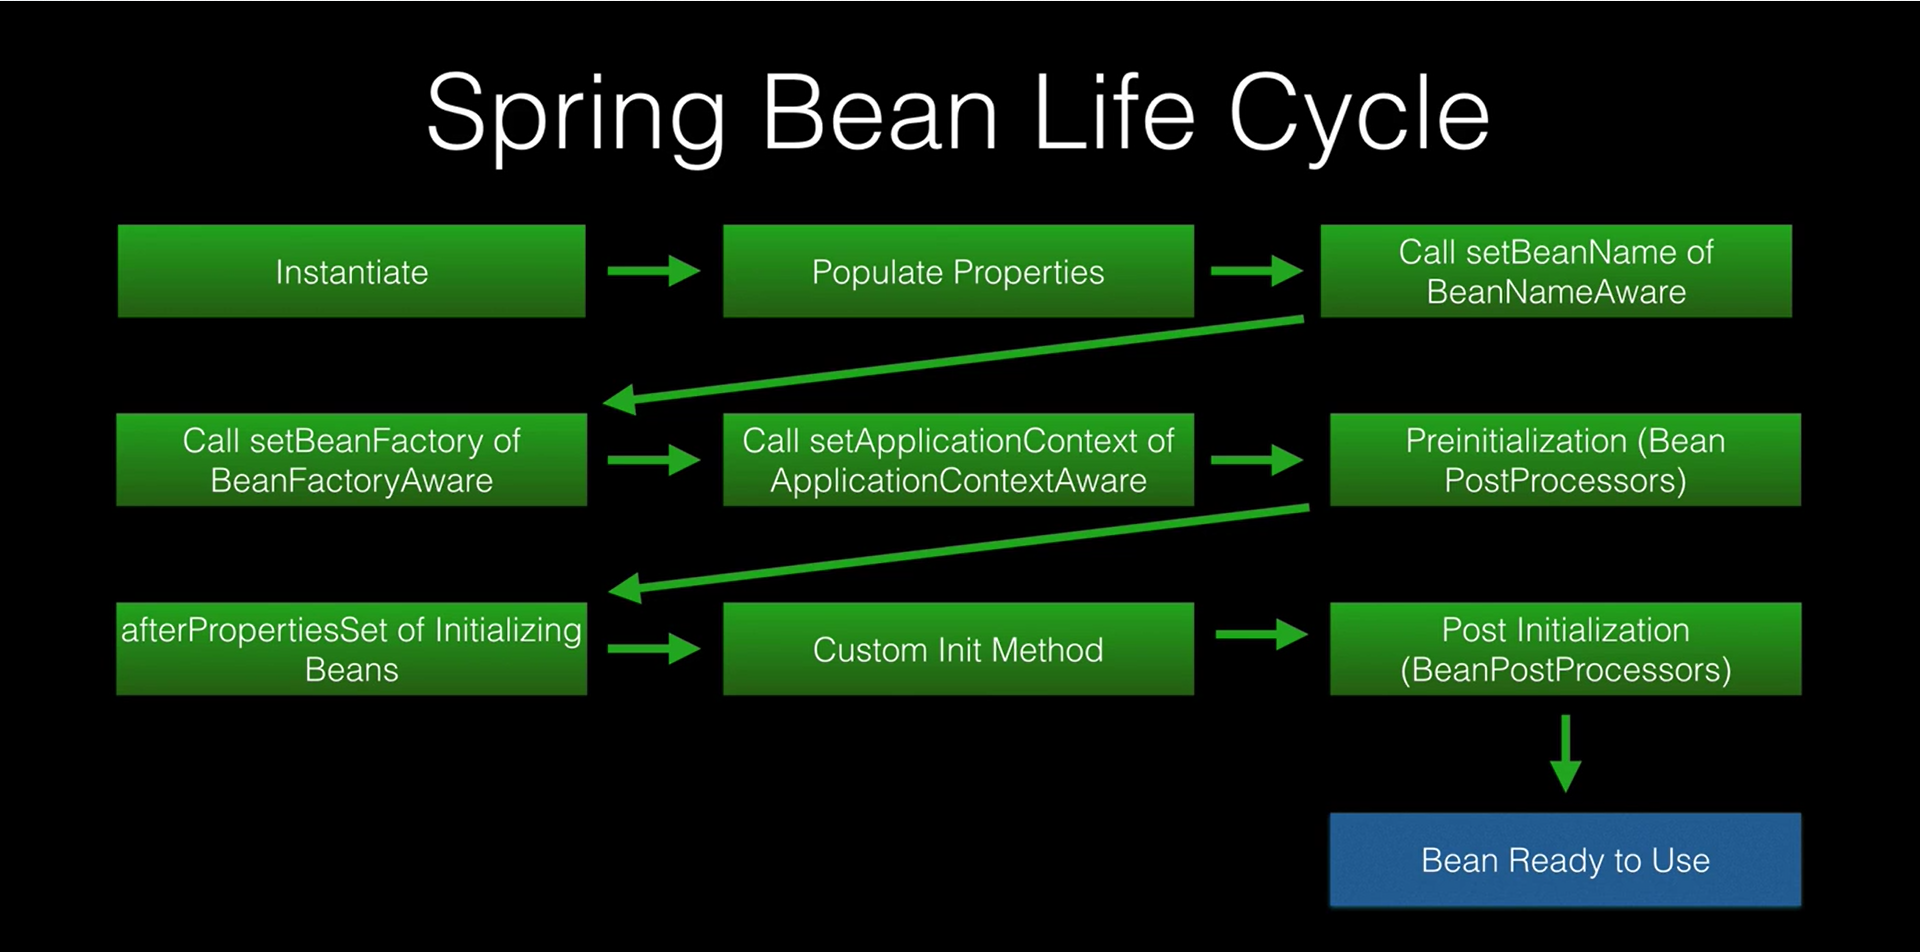 Spring Bean Life Cycle
Instantiate
Populate Properties
Call setBeanName of
BeanNameAware
Call setBeanFactory of
BeanFactoryAware
Call setApplicationContext of
ApplicationContextAware
Preinitialization (Bean
PostProcessors)
afterPropertiesSet of Initializing
Beans
Custom Init Method
Post Initialization
(BeanPostProcessors)
Bean Ready to Use